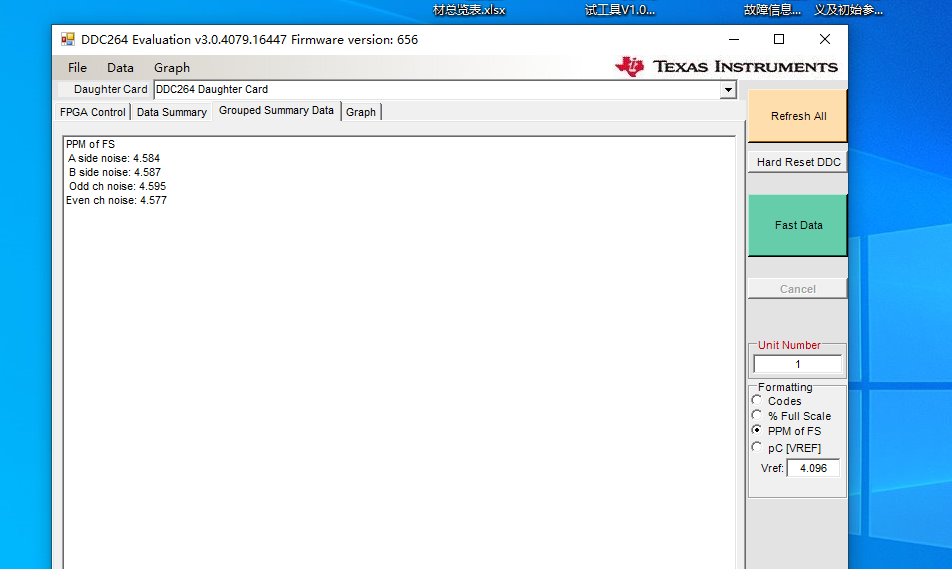 材总览表.xlsx
试工具V1.0...
故障信息...
义及初始参...
DDC264 Evaluation v3.0.4079.16447 Firmware version: 656
File Data Graph
TEXAS INSTRUMENTS
Daughter Card DDC264 Daughter Card
FPGA Control Data Summary Grouped Summary Data Graph
Refresh All
PPM of FS
A side noise: 4.584
B side noise: 4.587
Odd ch noise: 4.595
Even ch noise: 4.577
Hard Reset DDC
Fast Data
Cancel
Unit Number
1
Formatting
Codes
% Full Scale
PPM of FS
pC [VREF]
Vref: 4.096